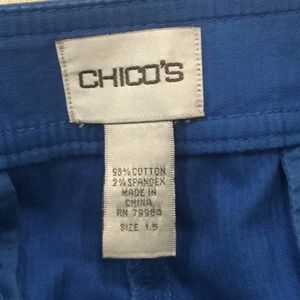 CHICO'S
98% COTTON
2% SPANDEX
MADE IN
CHINA
RN 79984
SIZE 1.5